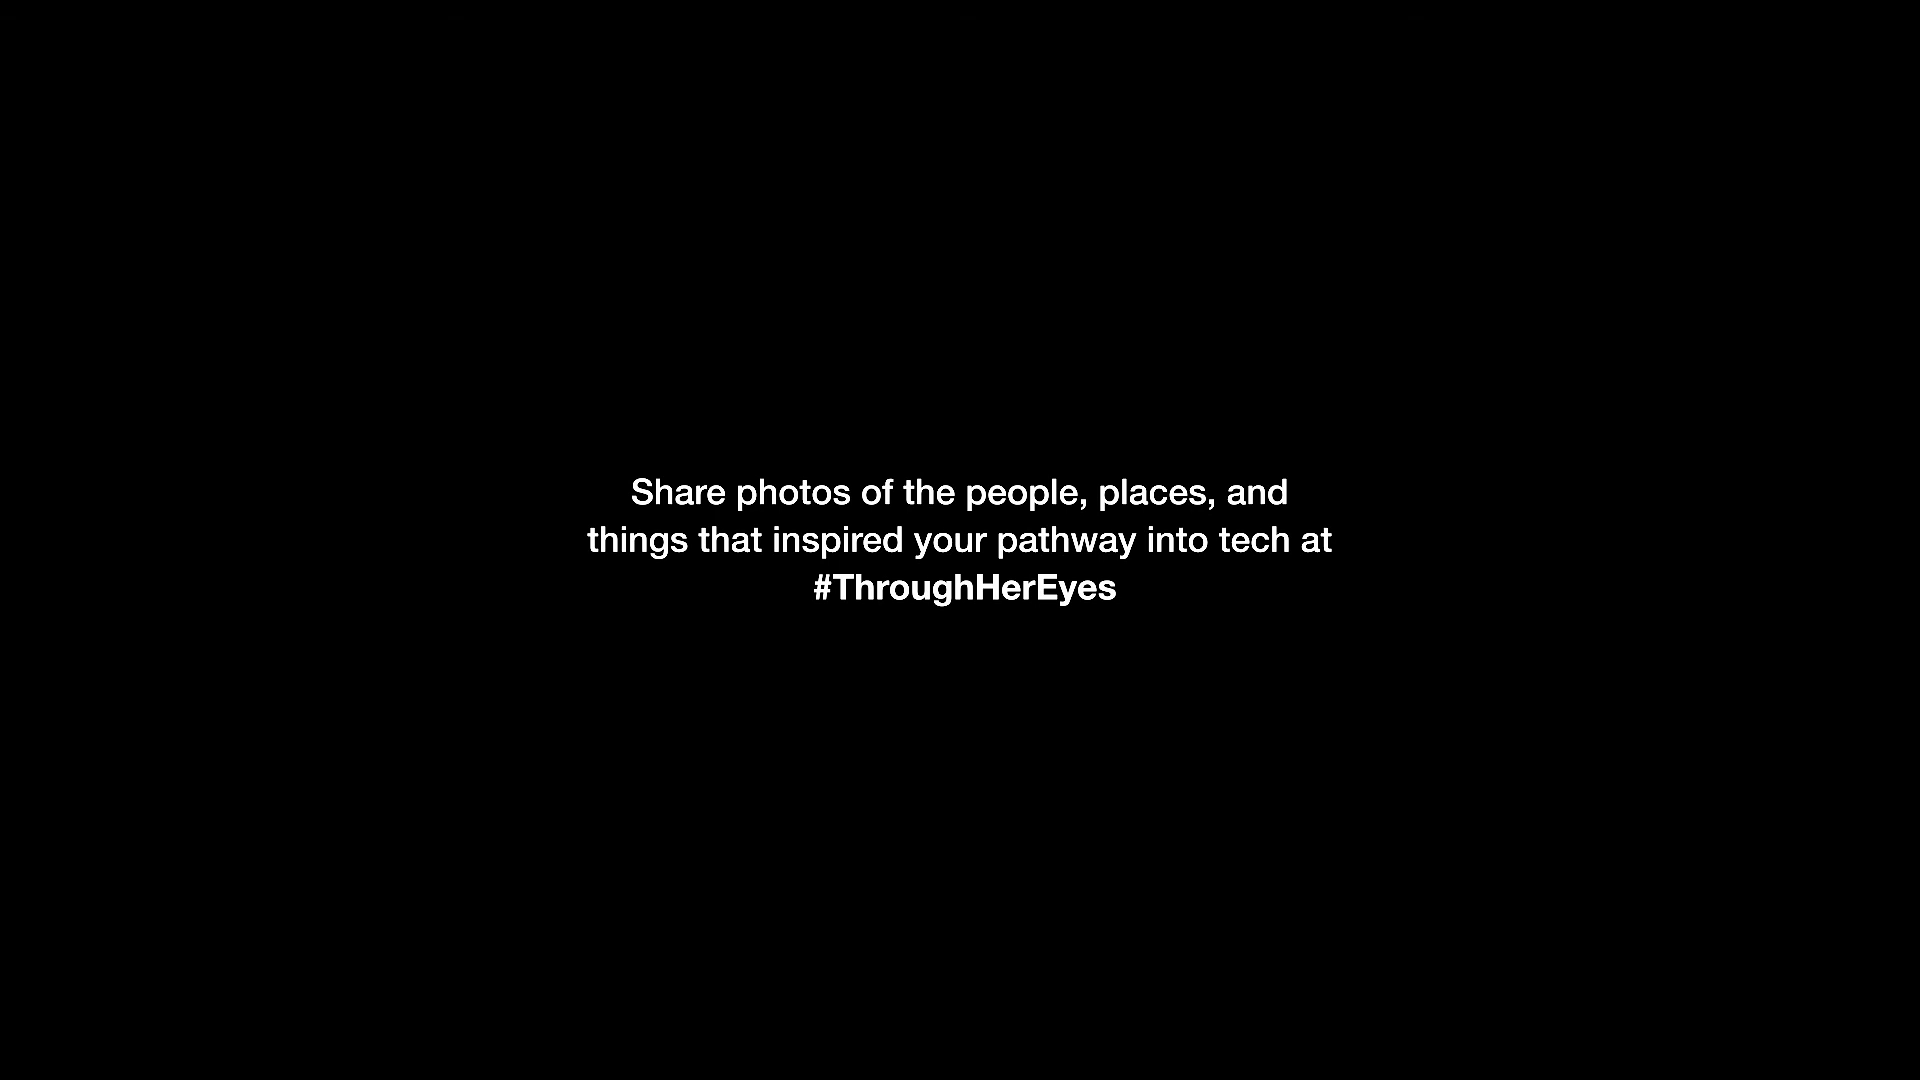 Share photos of the people, places, and
things that inspired your pathway into tech at
#ThroughHerEyes